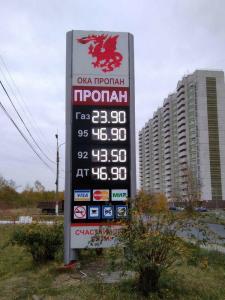 ОКА ПРОПАН
ПРОПАН
Газ 23.90
95 46.90
92 43.50
ДТ 46.90
VISA МИР